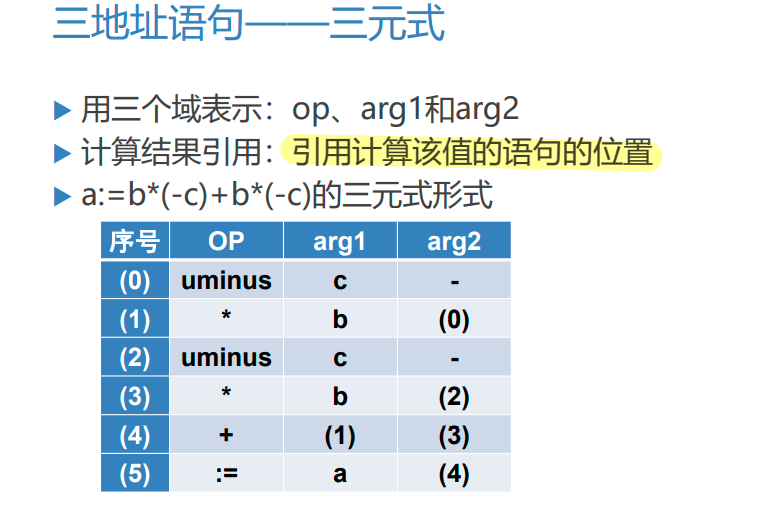 三地址语句——三元式
用三个域表示：op、arg1和arg2
计算结果引用：引用计算该值的语句的位置
a:=b*(-c)+b*(-c)的三元式形式
序号 OP arg1 arg2
(0) uminus c -
(1) * b (0)
(2) uminus c -
(3) * b (2)
(4) + (1) (3)
(5) := a (4)